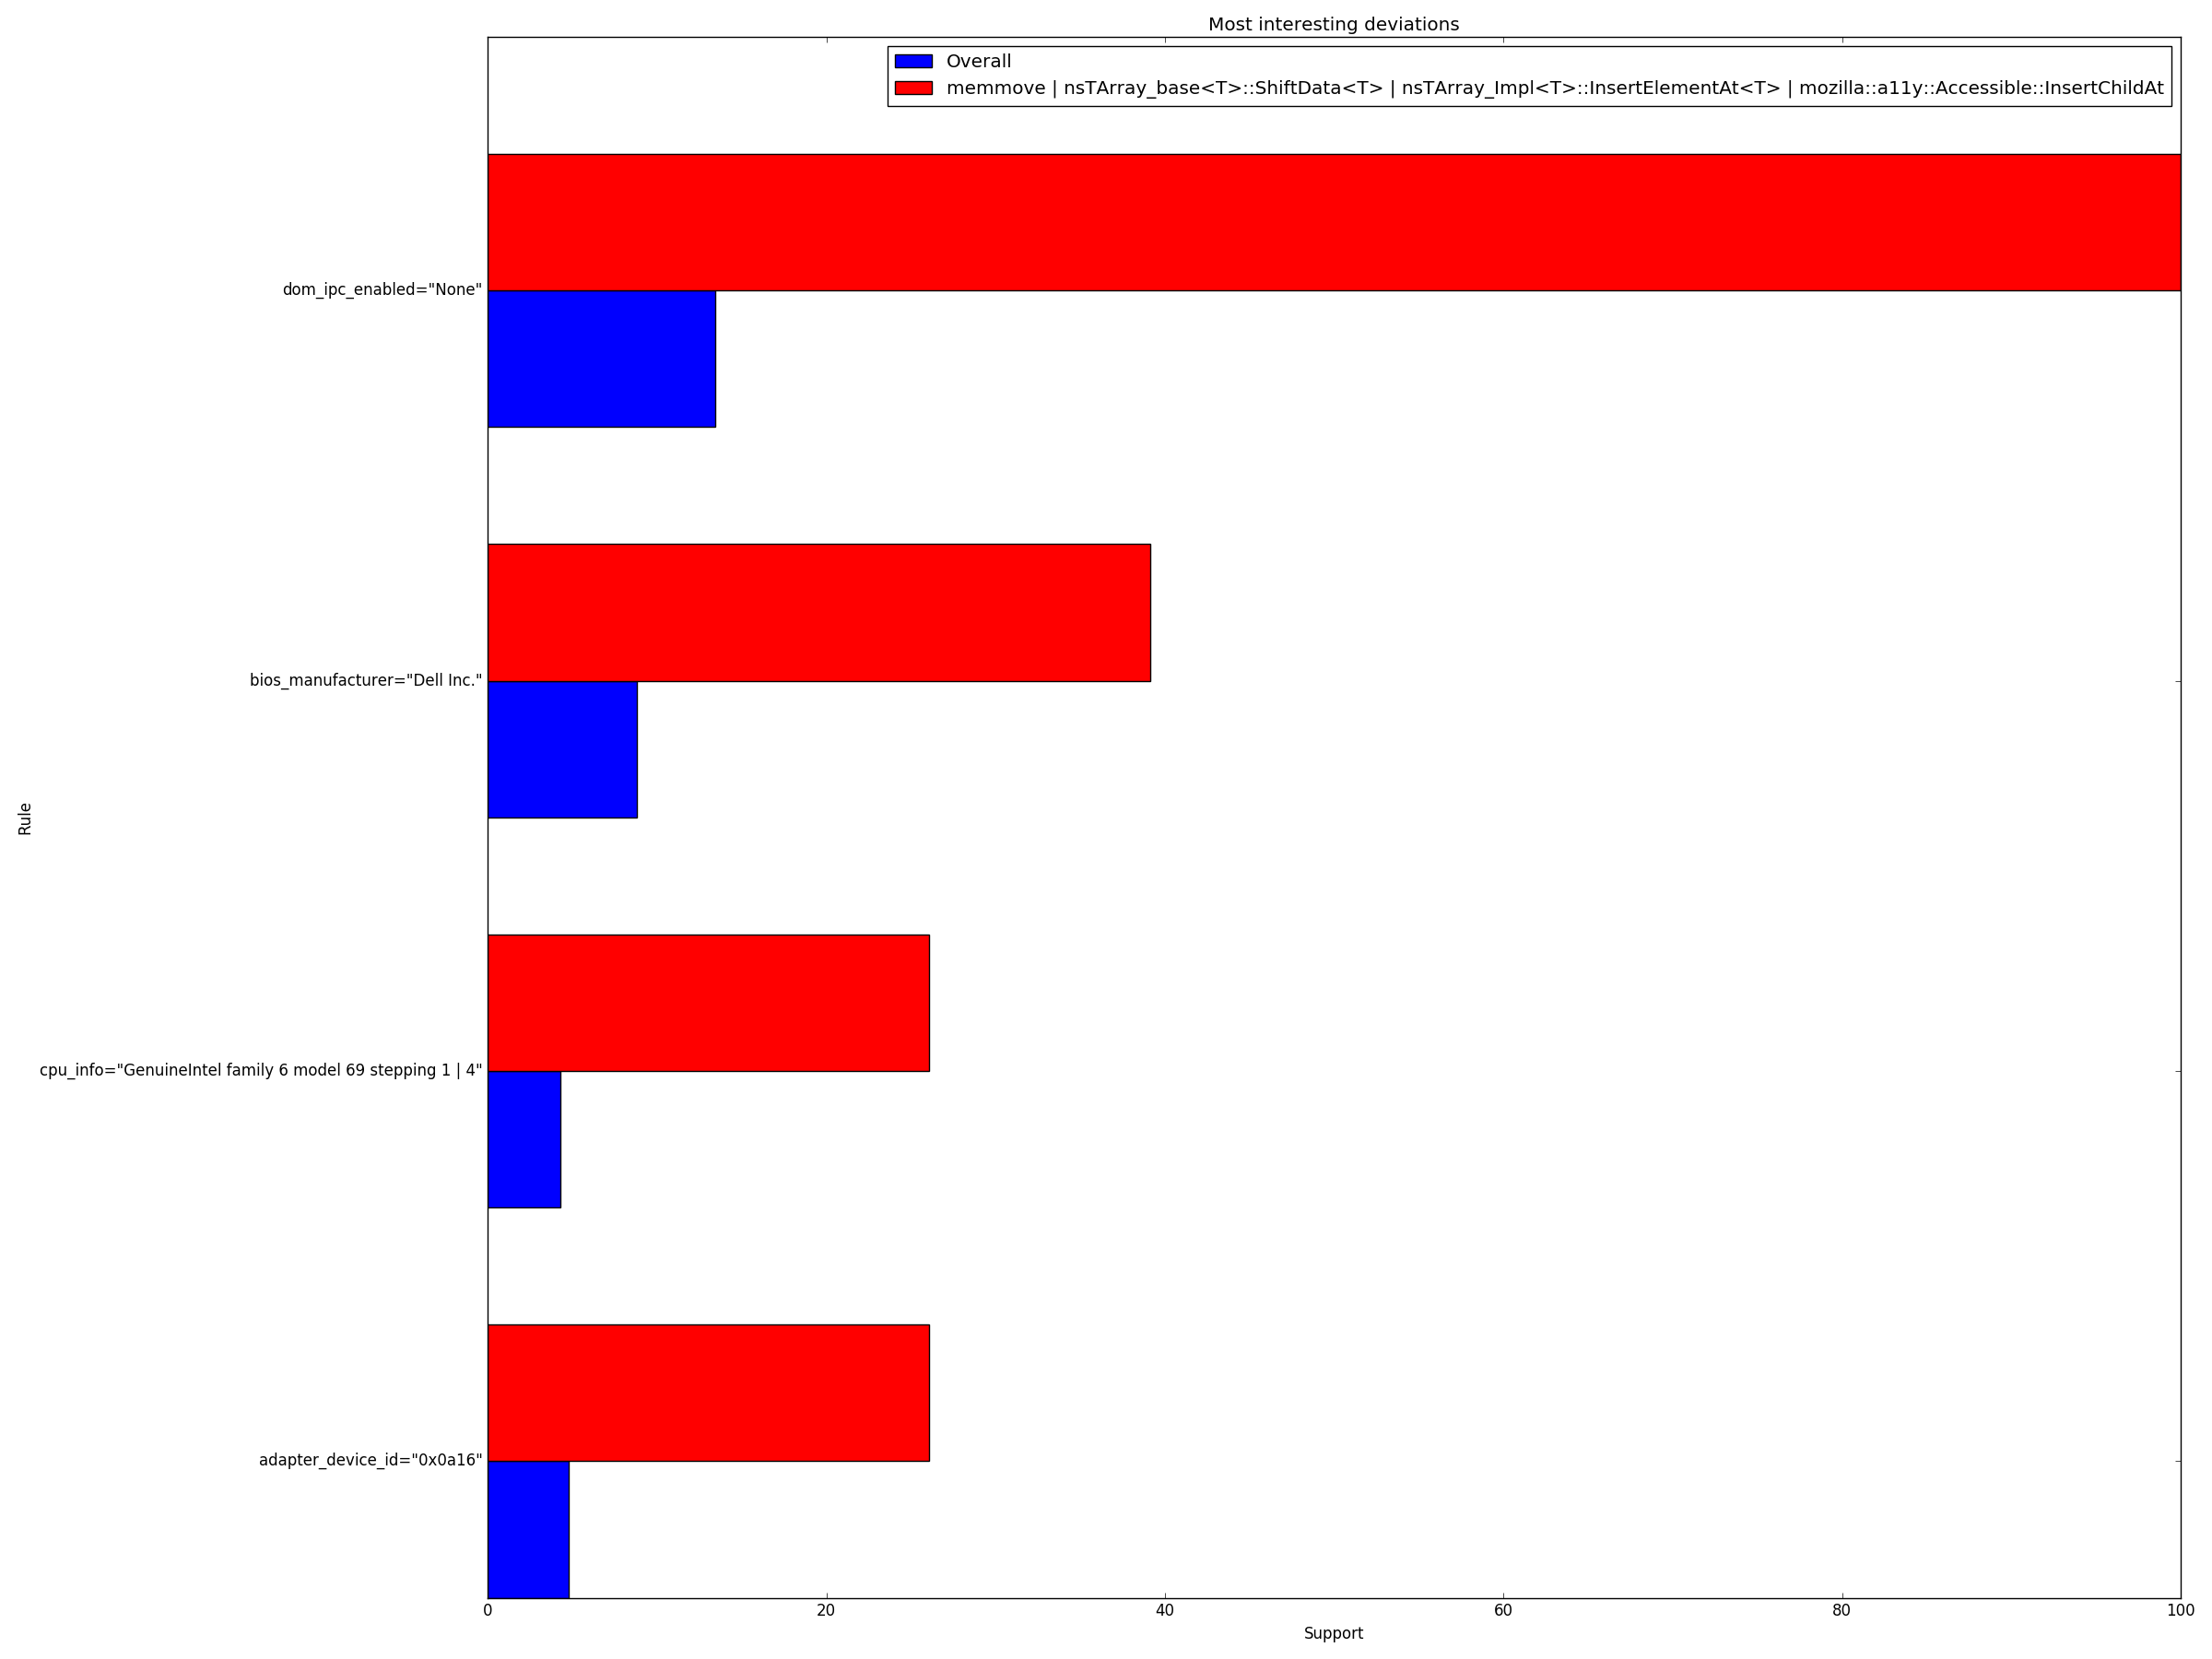 Most interesting deviations
Overall
memmove | nsTArray_base<T>::ShiftData<T> | nsTArray_Impl<T>::InsertElementAt<T> | mozilla::a11y::Accessible::InsertChildAt
dom_ipc_enabled="None"
bios_manufacturer="Dell Inc."
Rule
cpu_info="GenuineIntel family 6 model 69 stepping 1 | 4"
adapter_device_id="0x0a16"
0 20 40 60 80 100
Support